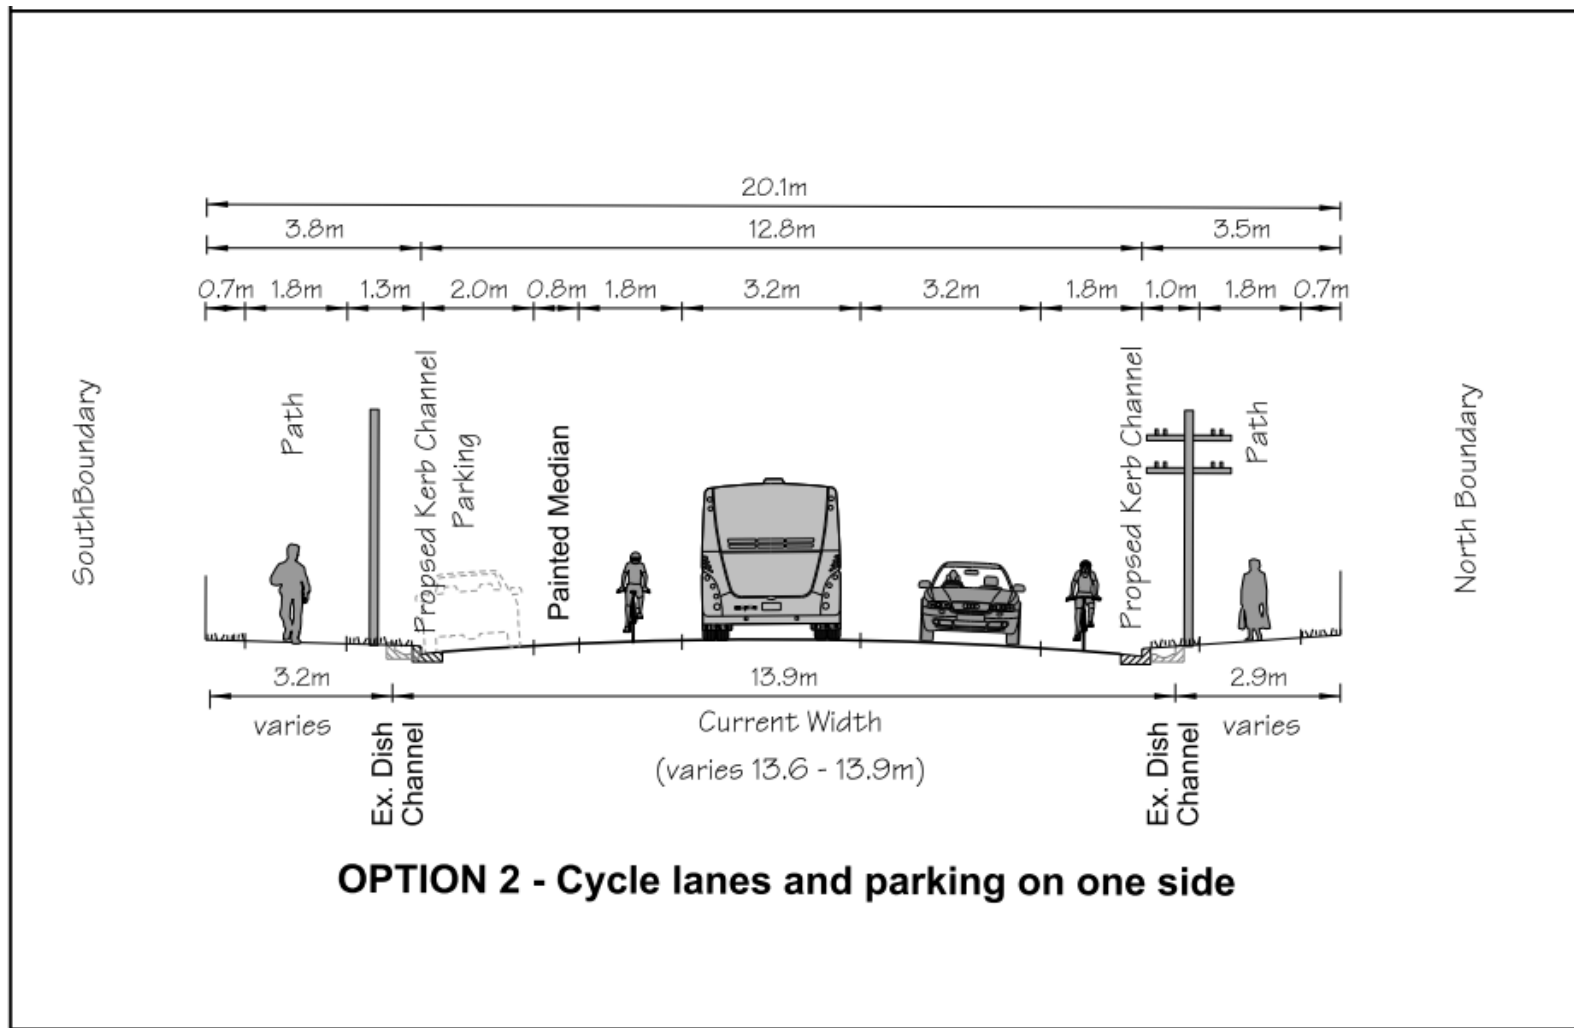 20.1m
3.8m 12.8m 3.5m
0.7m 1.8m 1.3m 2.0m 0.8m 1.8m 3.2m 3.2m 1.8m 1.0m 1.8m 0.7m
SouthBoundary
Path
Propsed Kerb Channel
Parking
Painted Median
Propsed Kerb Channel
Path
North Boundary
3.2m 13.9m 2.9m
varies Current Width varies
(varies 13.6 - 13.9m)
Ex. Dish
Channel
Ex. Dish
Channel
OPTION 2 - Cycle lanes and parking on one side